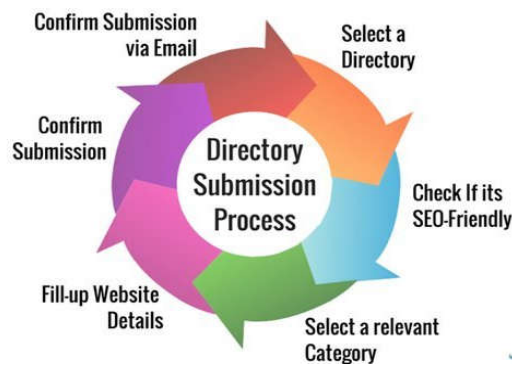 Confirm Submission
via Email
Select a
Directory
Confirm
Submission
Directory
Submission
Process
Check If its
SEO-Friendly
Fill-up Website
Details
Select a relevant
Category